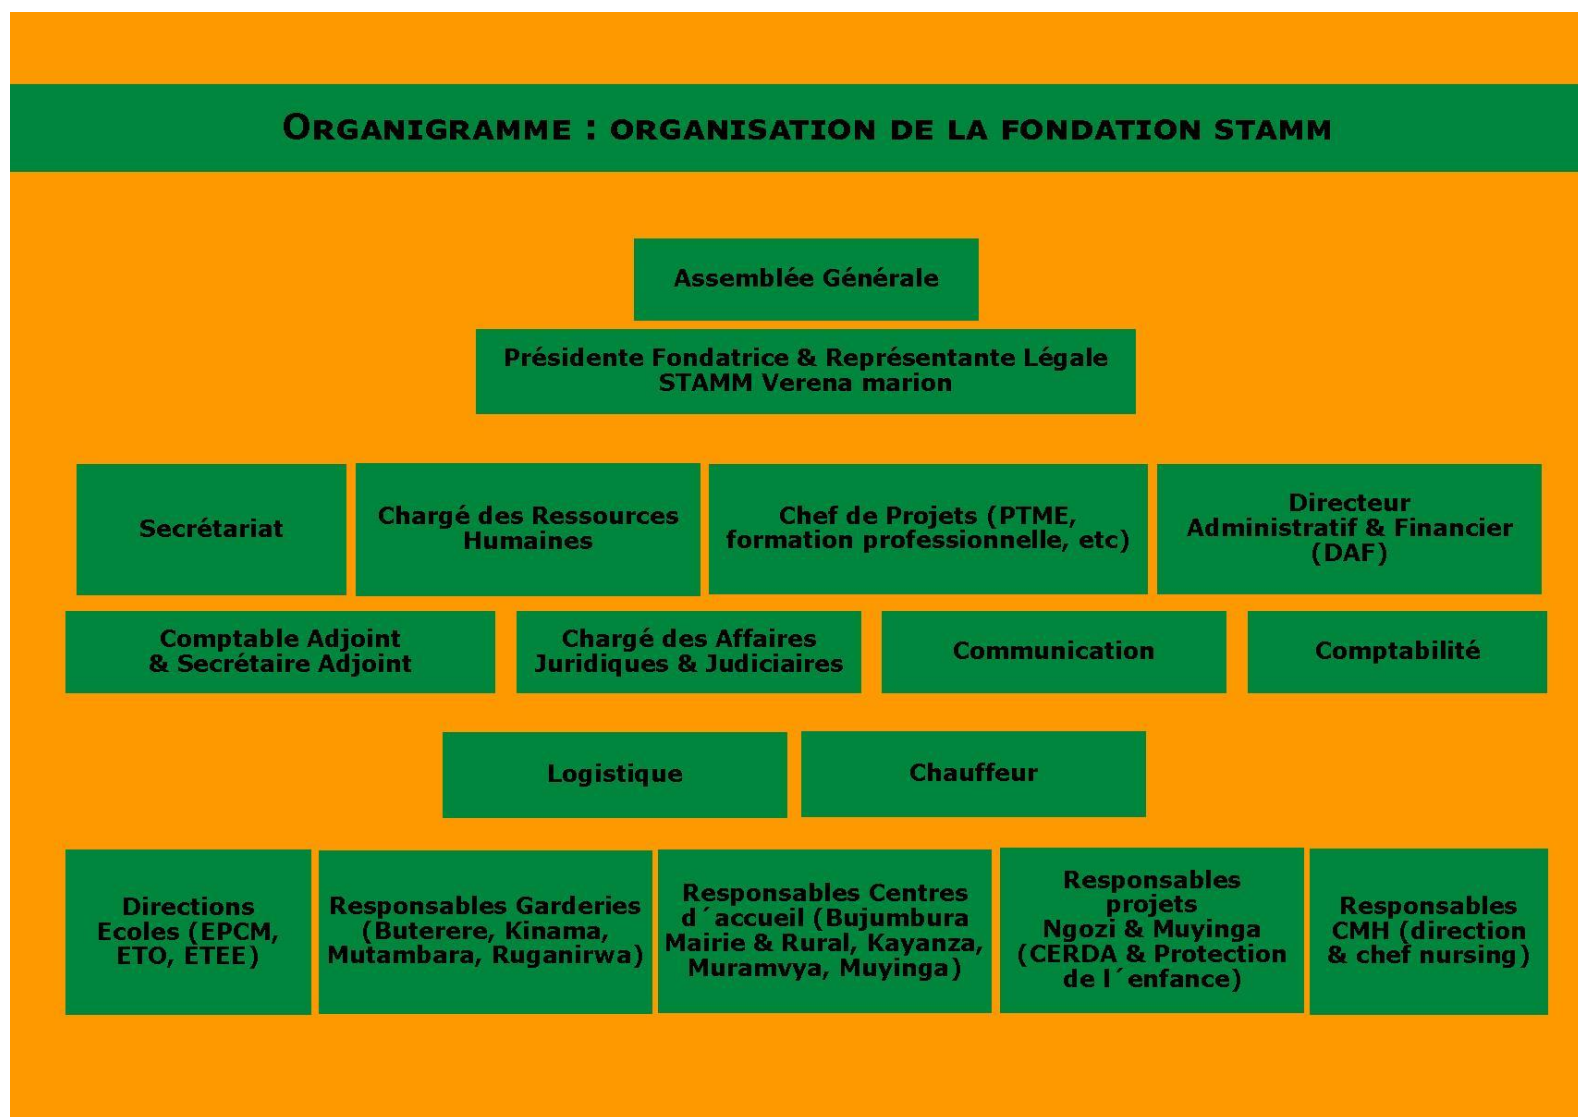 ORGANIGRAMME : ORGANISATION DE LA FONDATION STAMM
Assemblée Générale
Présidente Fondatrice & Représentante Légale
STAMM Verena marion
Secrétariat
Chargé des Ressources
Humaines
Chef de Projets (PTME,
formation professionnelle, etc)
Directeur
Administratif & Financier
(DAF)
Comptable Adjoint
& Secrétaire Adjoint
Chargé des Affaires
Juridiques & Judiciaires
Communication
Comptabilité
Logistique
Chauffeur
Directions
Ecoles (EPCM,
ETO, ETEE)
Responsables Garderies
(Buterere, Kinama,
Mutambara, Ruganirwa)
Responsables Centres
d´accueil (Bujumbura
Mairie & Rural, Kayanza,
Muramvya, Muyinga)
Responsables
projets
Ngozi & Muyinga
(CERDA & Protection
de l´enfance)
Responsables
CMH (direction
& chef nursing)